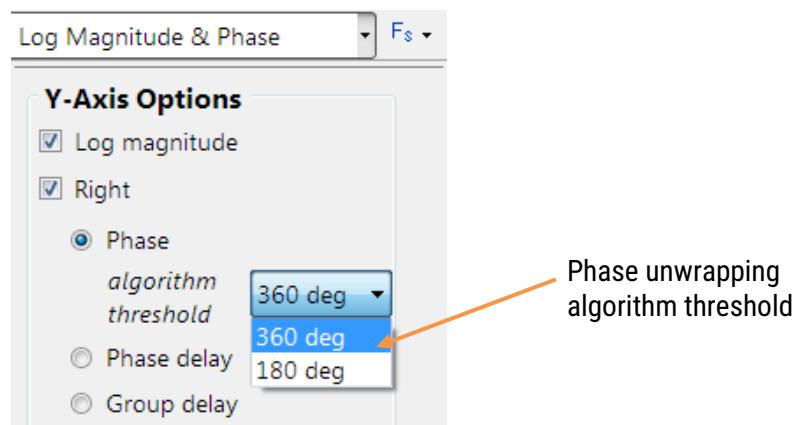 Log Magnitude & Phase
Fs
Y-Axis Options
Log magnitude
Right
Phase
algorithm
threshold
360 deg
360 deg
180 deg
Phase delay
Group delay
Phase unwrapping
algorithm threshold